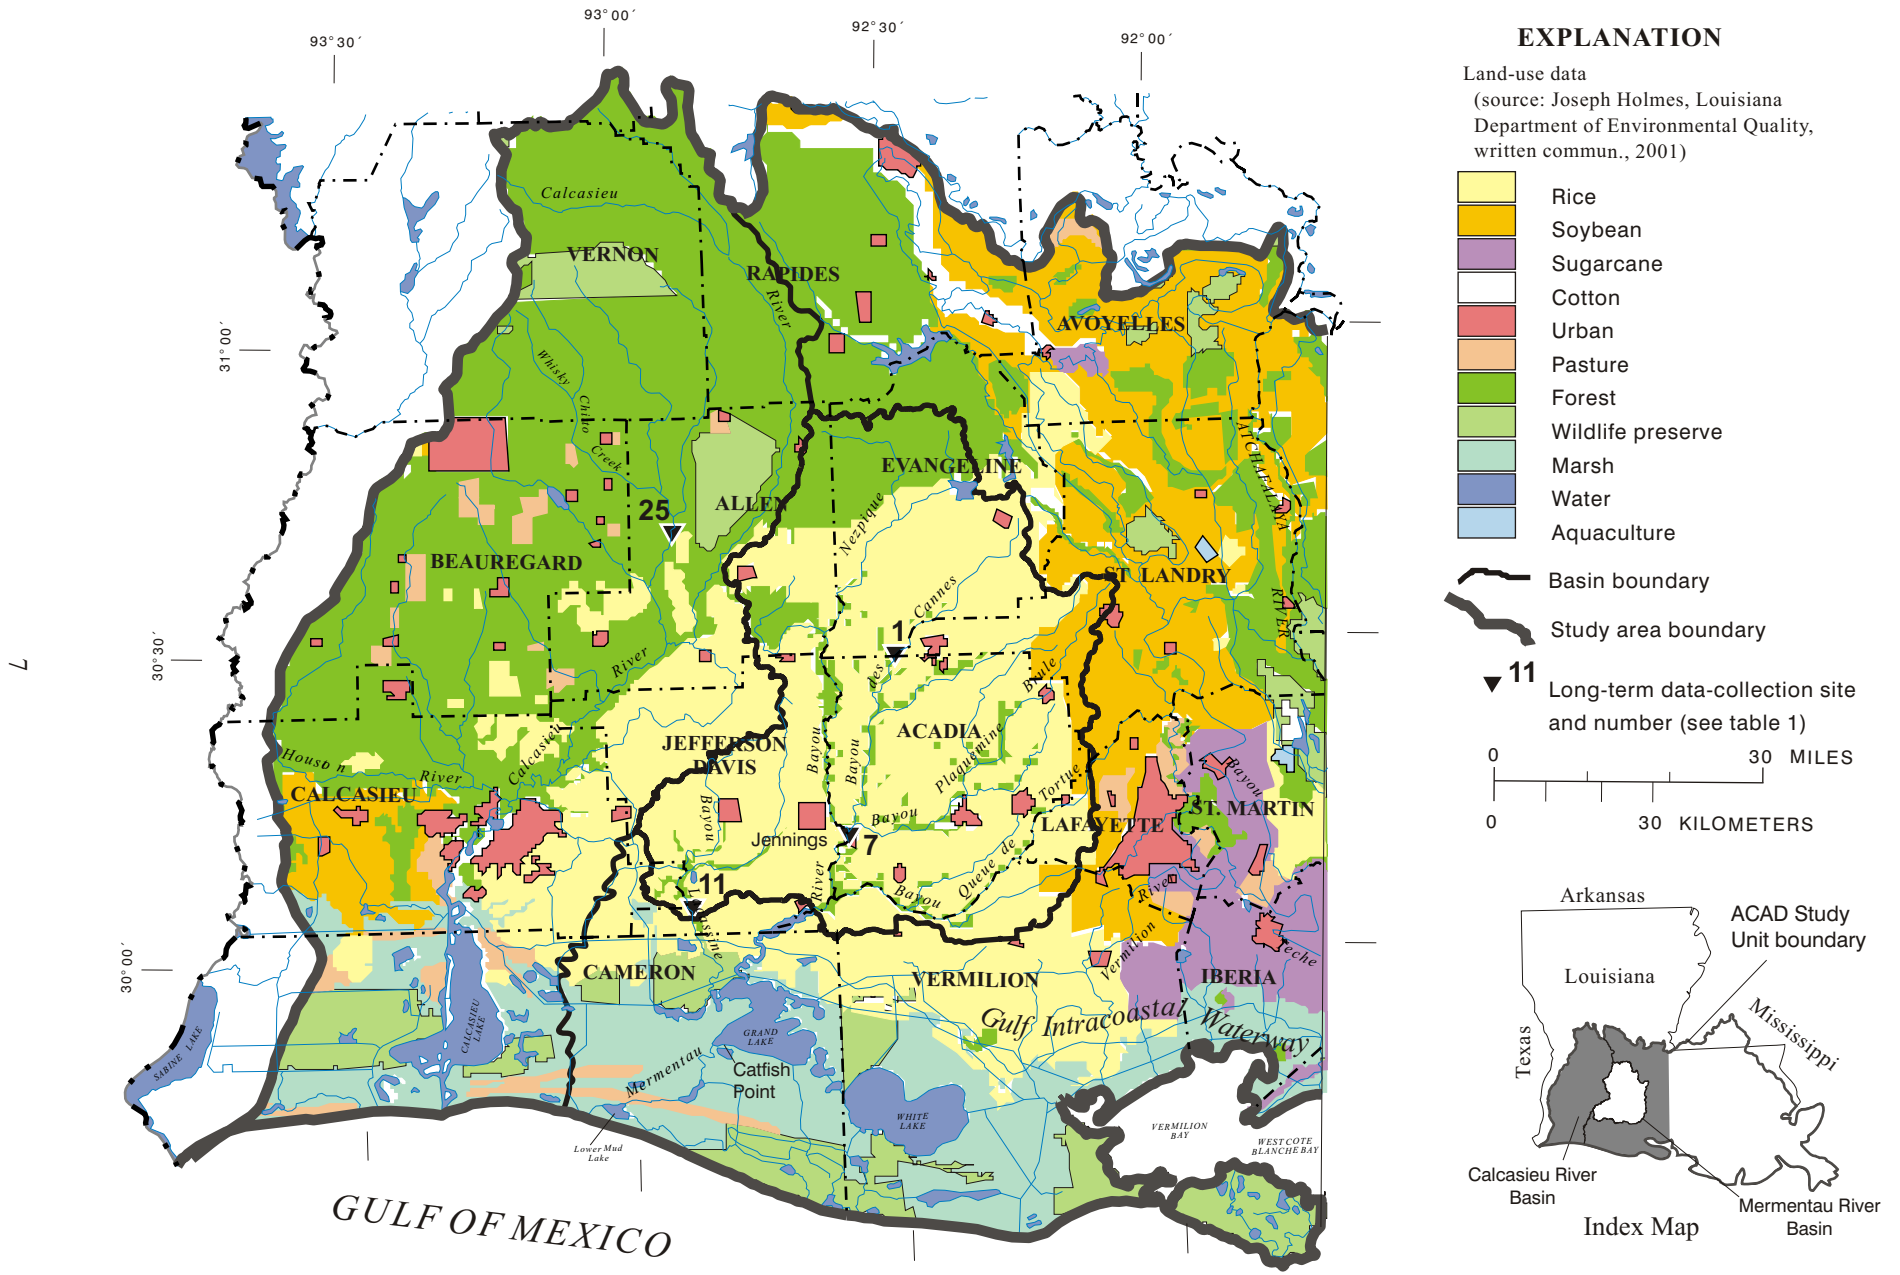 93°30´
93°00´
92°30´
92°00´
31°00´
30°30´
30°00´
7
Calcasieu
VERNON
RAPIDES
River
AVOYELLES
Whisky
Chitto
Creek
EVANGELINE
ATCHAFALAYA
RIVER
25
ALLEN
Nezpique
BEAUREGARD
ST. LANDRY
Cannes
1
des
River
Brule
Calcasieu
JEFFERSON
DAVIS
ACADIA
Bayou
Bayou
Plaquemine
Tortue
Houston
River
CALCASIEU
Bayou
Jennings
Bayou
7
LAFAYETTE
ST. MARTIN
Bayou
11
Lacassine
River
Bayou
Queue de
River
Vermilion
Teche
CAMERON
VERMILION
IBERIA
Gulf Intracoastal
Waterway
SABINE LAKE
CALCASIEU
LAKE
GRAND
LAKE
Mermentau
Catfish
Point
WHITE
LAKE
Lower Mud
Lake
VERMILION
BAY
WEST COTE
BLANCHE BAY
GULF OF MEXICO
EXPLANATION
Land-use data
(source: Joseph Holmes, Louisiana
Department of Environmental Quality,
written commun., 2001)
Rice
Soybean
Sugarcane
Cotton
Urban
Pasture
Forest
Wildlife preserve
Marsh
Water
Aquaculture
Basin boundary
Study area boundary
11
Long-term data-collection site
and number (see table 1)
0 30 MILES
0 30 KILOMETERS
Arkansas
ACAD Study
Unit boundary
Louisiana
Texas
Mississippi
Calcasieu River
Basin
Mermentau River
Basin
Index Map